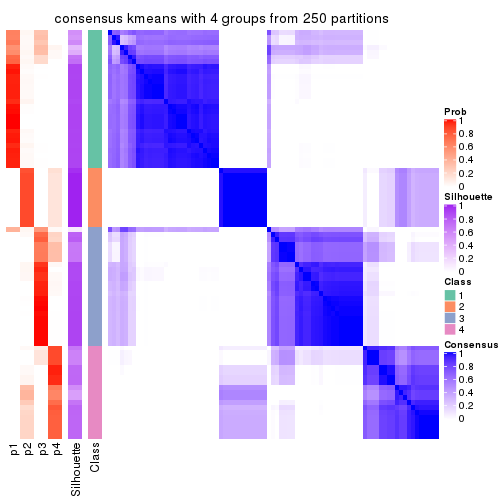 consensus kmeans with 4 groups from 250 partitions
Prob
1
0.8
0.6
0.4
0.2
0
Silhouette
1
0.8
0.6
0.4
0.2
0
Class
1
2
3
4
Consensus
1
0.8
0.6
0.4
0.2
0
p1
p2
p3
p4
Silhouette
Class